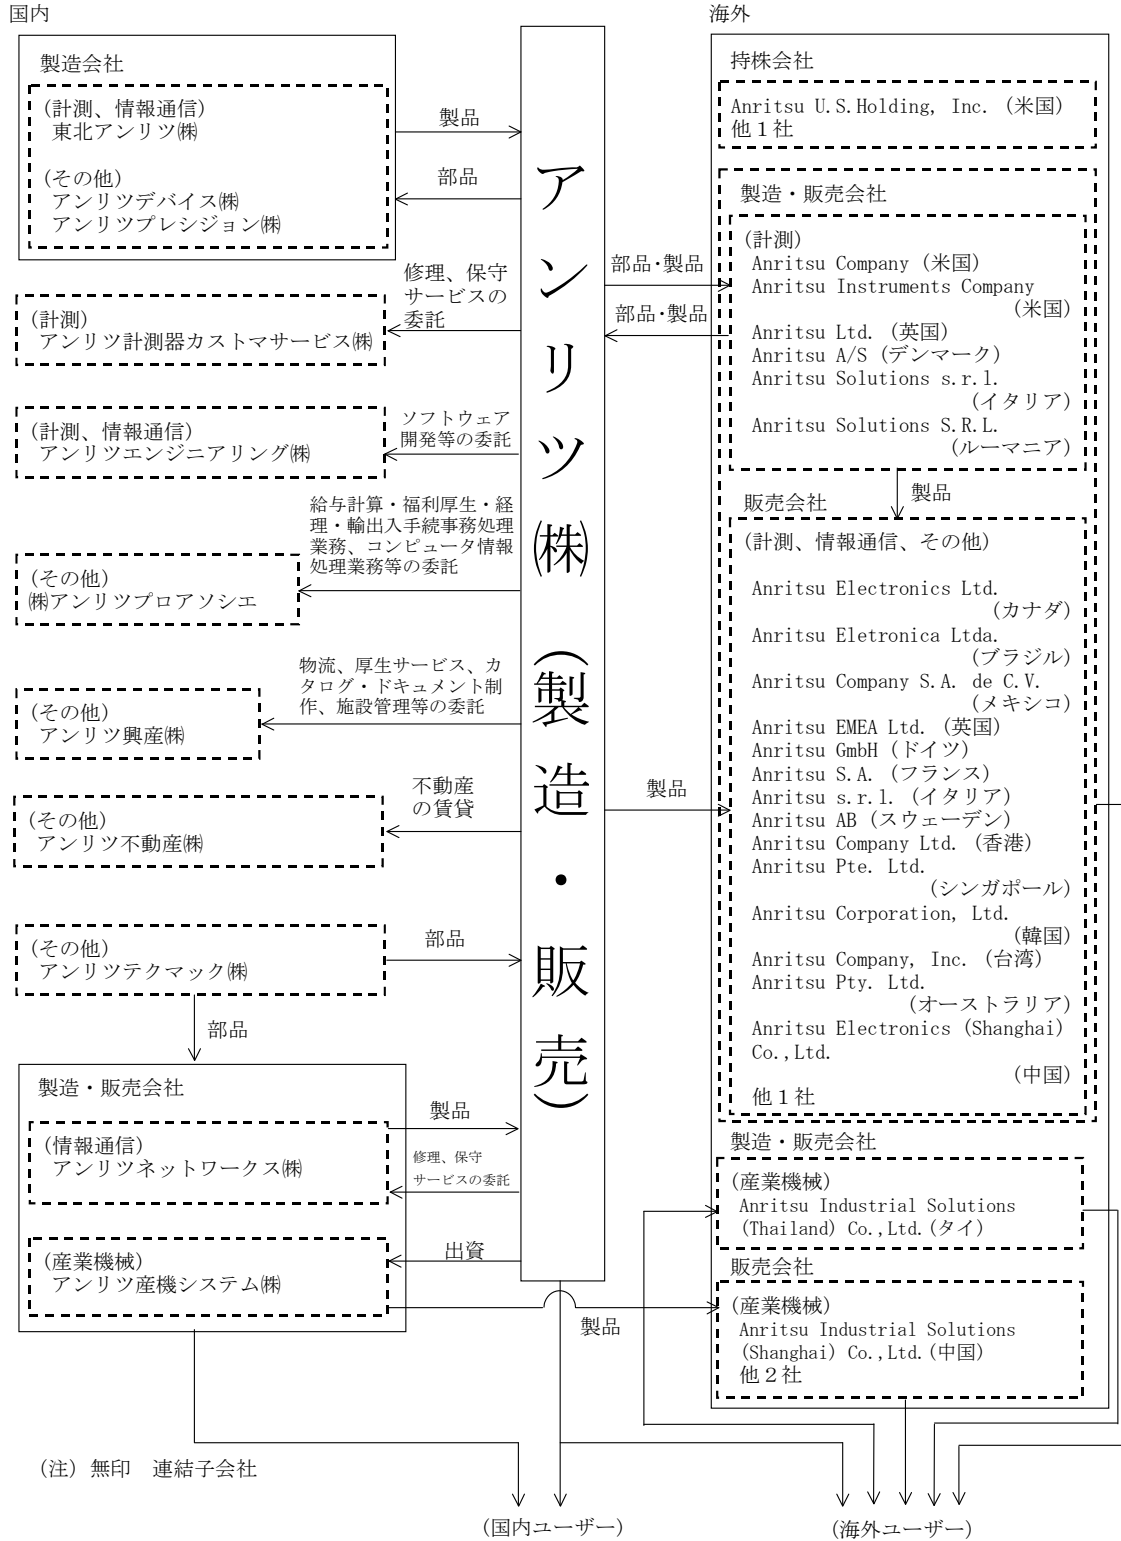 国内
製造会社
(計測、情報通信)
東北アンリツ㈱
(その他)
アンリツデバイス㈱
アンリツプレシジョン㈱
製品
部品
(計測)
アンリツ計測器カストマサービス㈱
修理、保守
サービスの
委託
(計測、情報通信)
アンリツエンジニアリング㈱
ソフトウェア
開発等の委託
給与計算・福利厚生・経
理・輸出入手続事務処理
業務、コンピュータ情報
処理業務等の委託
(その他)
㈱アンリツプロアソシエ
物流、厚生サービス、カ
タログ・ドキュメント制
作、施設管理等の委託
(その他)
アンリツ興産㈱
不動産
の賃貸
(その他)
アンリツ不動産㈱
(その他)
アンリツテクマック㈱
部品
部品
製造・販売会社
(情報通信)
アンリツネットワークス㈱
製品
修理、保守
サービスの委託
(産業機械)
アンリツ産機システム㈱
出資
製品
アンリツ㈱(製造・販売)
部品・製品
部品・製品
製品
海外
持株会社
Anritsu U.S.Holding, Inc. (米国)
他１社
製造・販売会社
(計測)
Anritsu Company (米国)
Anritsu Instruments Company
(米国)
Anritsu Ltd. (英国)
Anritsu A/S (デンマーク)
Anritsu Solutions s.r.l.
(イタリア)
Anritsu Solutions S.R.L.
(ルーマニア)
製品
販売会社
(計測、情報通信、その他)
Anritsu Electronics Ltd.
(カナダ)
Anritsu Eletronica Ltda.
(ブラジル)
Anritsu Company S.A. de C.V.
(メキシコ)
Anritsu EMEA Ltd. (英国)
Anritsu GmbH (ドイツ)
Anritsu S.A. (フランス)
Anritsu s.r.l. (イタリア)
Anritsu AB (スウェーデン)
Anritsu Company Ltd. (香港)
Anritsu Pte. Ltd.
(シンガポール)
Anritsu Corporation, Ltd.
(韓国)
Anritsu Company, Inc. (台湾)
Anritsu Pty. Ltd.
(オーストラリア)
Anritsu Electronics (Shanghai)
Co.,Ltd.
(中国)
他１社
製造・販売会社
(産業機械)
Anritsu Industrial Solutions
(Thailand) Co.,Ltd.(タイ)
販売会社
(産業機械)
Anritsu Industrial Solutions
(Shanghai) Co.,Ltd.(中国)
他２社
(注) 無印　連結子会社
(国内ユーザー)
(海外ユーザー)